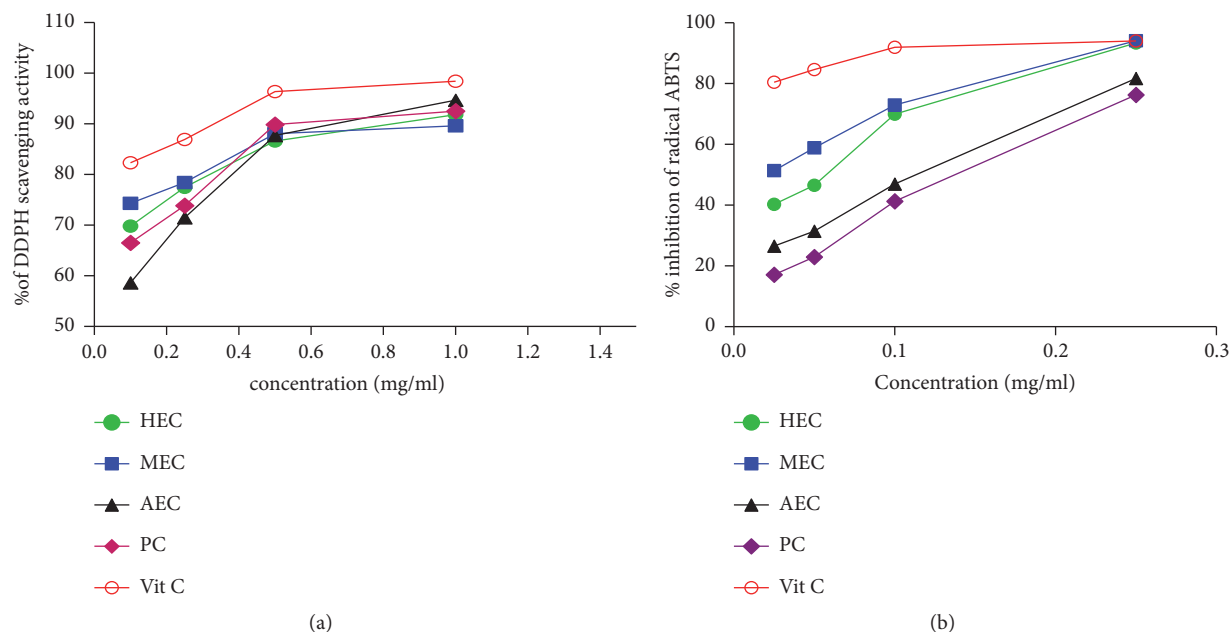 %of DDPH scavenging activity
110
100
90
80
70
60
50
0.0 0.2 0.4 0.6 0.8 1.0 1.2 1.4
concentration (mg/ml)
HEC
MEC
AEC
PC
Vit C
(a)
% inhibition of radical ABTS
100
80
60
40
20
0
0.0 0.1 0.2 0.3
Concentration (mg/ml)
HEC
MEC
AEC
PC
Vit C
(b)